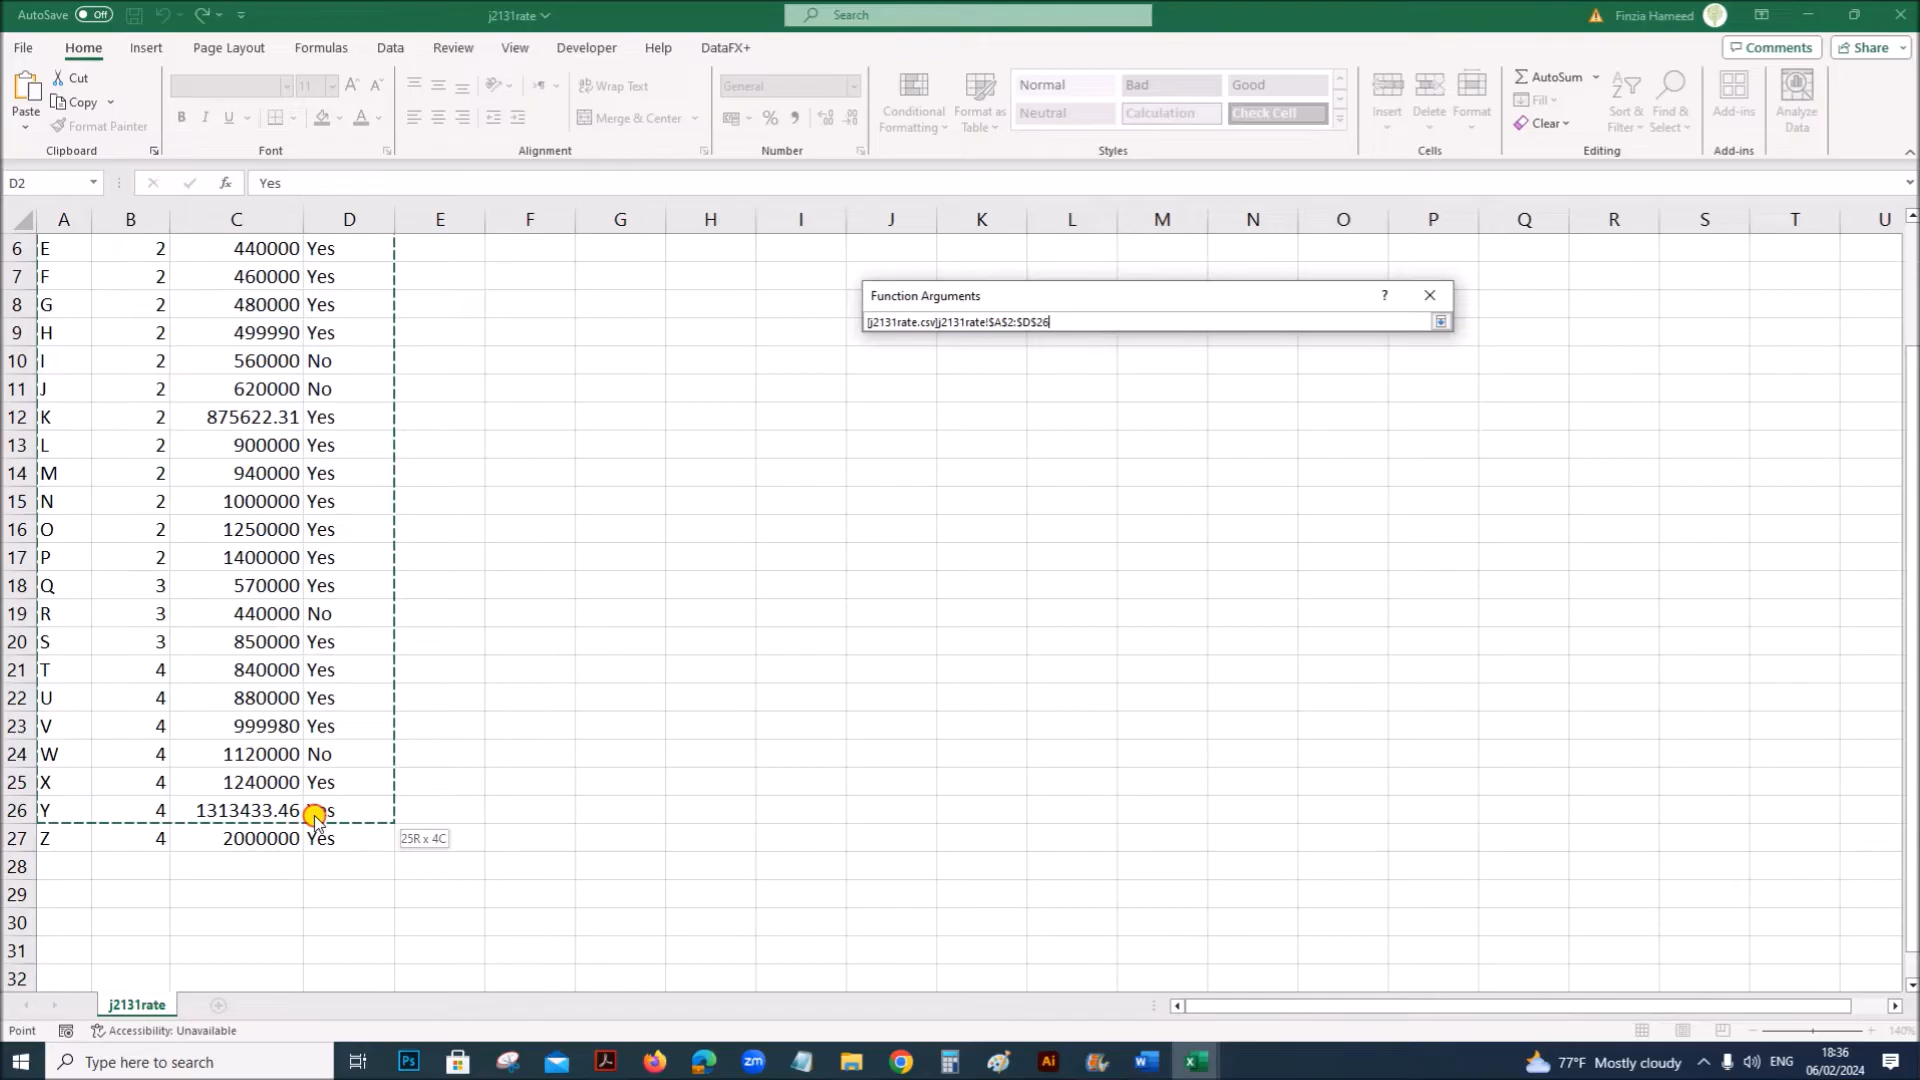 AutoSave Off j2131rate Search Finzia Hameed
File Home Insert Page Layout Formulas Data Review View Developer Help DataFX+ Comments Share
Cut
Copy
Format Painter
Paste
Clipboard
11
Font
Wrap Text
Merge & Center
Alignment
General
Number
Conditional Formatting
Format as Table
Normal Bad Good
Neutral Calculation Check Cell
Styles
Insert Delete Format
Cells
AutoSum
Fill
Clear
Sort & Filter
Find & Select
Editing
Add-ins
Add-ins
Analyze Data
D2 fx Yes
A B C D E F G H I J K L M N O P Q R S T U
6 E 2 440000 Yes
7 F 2 460000 Yes
8 G 2 480000 Yes
9 H 2 499990 Yes
10 I 2 560000 No
11 J 2 620000 No
12 K 2 875622.31 Yes
13 L 2 900000 Yes
14 M 2 940000 Yes
15 N 2 1000000 Yes
16 O 2 1250000 Yes
17 P 2 1400000 Yes
18 Q 3 570000 Yes
19 R 3 440000 No
20 S 3 850000 Yes
21 T 4 840000 Yes
22 U 4 880000 Yes
23 V 4 999980 Yes
24 W 4 1120000 No
25 X 4 1240000 Yes
26 Y 4 1313433.46 Yes
27 Z 4 2000000 Yes
28
29
30
31
32
Function Arguments ?
[j2131rate.csv]j2131rate!$A$2:$D$26
25R x 4C
j2131rate
Point Accessibility: Unavailable 140%
Type here to search Ps zm Ai 77°F Mostly cloudy ENG 18:36
06/02/2024